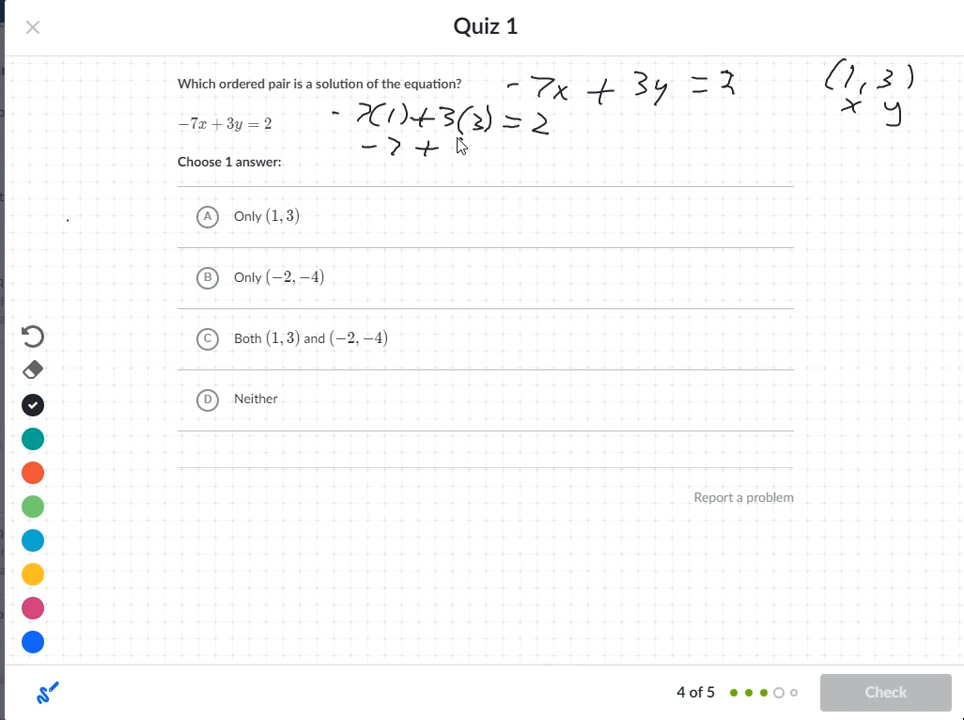 Quiz 1
Which ordered pair is a solution of the equation?
-7x + 3y = 2
(1, 3)
x y
−7x + 3y = 2
-7(1)+3(3) = 2
-7 +
Choose 1 answer:
A Only (1, 3)
B Only (−2, −4)
C Both (1, 3) and (−2, −4)
D Neither
Report a problem
4 of 5
Check